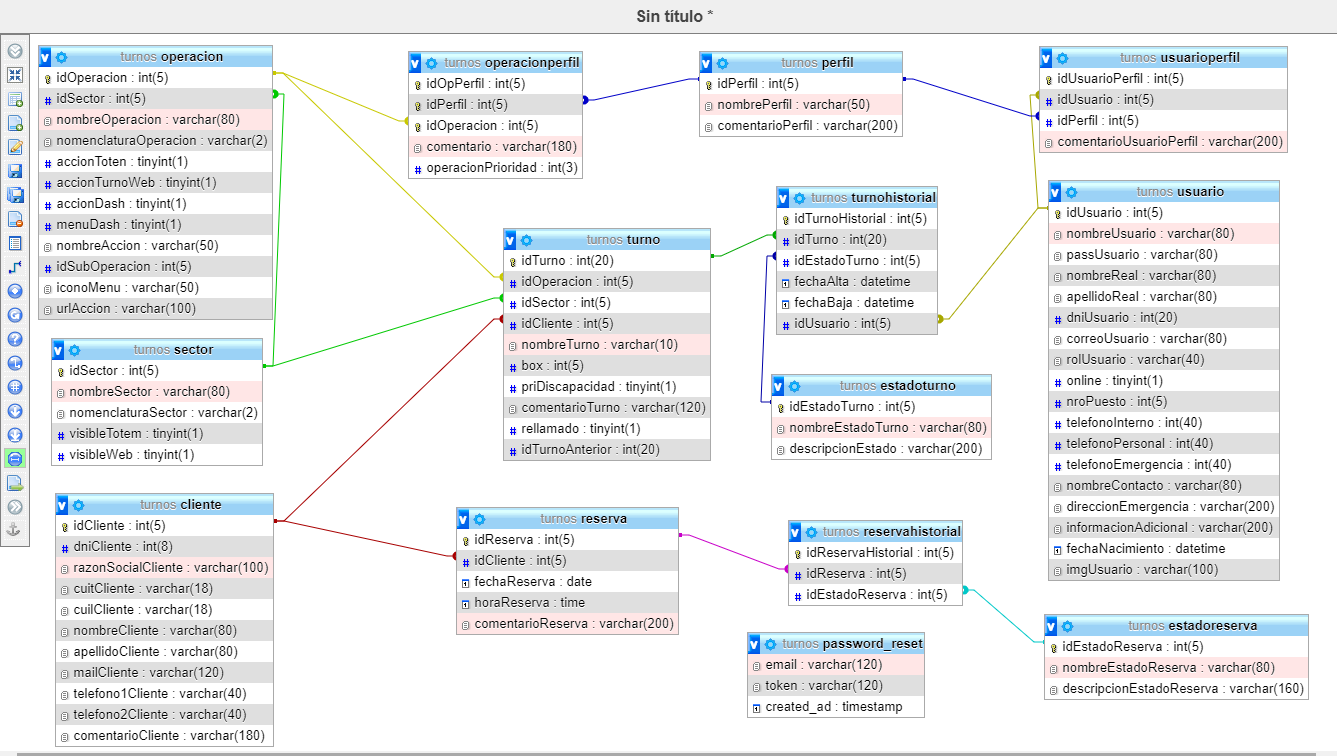 Sin título *
turnos operacion
idOperacion : int(5)
idSector : int(5)
nombreOperacion : varchar(80)
nomenclaturaOperacion : varchar(2)
accionToten : tinyint(1)
accionTurnoWeb : tinyint(1)
accionDash : tinyint(1)
menuDash : tinyint(1)
nombreAccion : varchar(50)
idSubOperacion : int(5)
iconoMenu : varchar(50)
urlAccion : varchar(100)
turnos operacionperfil
idOpPerfil : int(5)
idPerfil : int(5)
idOperacion : int(5)
comentario : varchar(180)
operacionPrioridad : int(3)
turnos perfil
idPerfil : int(5)
nombrePerfil : varchar(50)
comentarioPerfil : varchar(200)
turnos usuarioperfil
idUsuarioPerfil : int(5)
idUsuario : int(5)
idPerfil : int(5)
comentarioUsuarioPerfil : varchar(200)
turnos turnohistorial
idTurnoHistorial : int(5)
idTurno : int(20)
idEstadoTurno : int(5)
fechaAlta : datetime
fechaBaja : datetime
idUsuario : int(5)
turnos usuario
idUsuario : int(5)
nombreUsuario : varchar(80)
passUsuario : varchar(80)
nombreReal : varchar(80)
apellidoReal : varchar(80)
dniUsuario : int(20)
correoUsuario : varchar(80)
rolUsuario : varchar(40)
online : tinyint(1)
nroPuesto : int(5)
telefonoInterno : int(40)
telefonoPersonal : int(40)
telefonoEmergencia : int(40)
nombreContacto : varchar(80)
direccionEmergencia : varchar(200)
informacionAdicional : varchar(200)
fechaNacimiento : datetime
imgUsuario : varchar(100)
turnos turno
idTurno : int(20)
idOperacion : int(5)
idSector : int(5)
idCliente : int(5)
nombreTurno : varchar(10)
box : int(5)
priDiscapacidad : tinyint(1)
comentarioTurno : varchar(120)
rellamado : tinyint(1)
idTurnoAnterior : int(20)
turnos sector
idSector : int(5)
nombreSector : varchar(80)
nomenclaturaSector : varchar(2)
visibleTotem : tinyint(1)
visibleWeb : tinyint(1)
turnos estadoturno
idEstadoTurno : int(5)
nombreEstadoTurno : varchar(80)
descripcionEstado : varchar(200)
turnos cliente
idCliente : int(5)
dniCliente : int(8)
razonSocialCliente : varchar(100)
cuitCliente : varchar(18)
cuilCliente : varchar(18)
nombreCliente : varchar(80)
apellidoCliente : varchar(80)
mailCliente : varchar(120)
telefono1Cliente : varchar(40)
telefono2Cliente : varchar(40)
comentarioCliente : varchar(180)
turnos reserva
idReserva : int(5)
idCliente : int(5)
fechaReserva : date
horaReserva : time
comentarioReserva : varchar(200)
turnos reservahistorial
idReservaHistorial : int(5)
idReserva : int(5)
idEstadoReserva : int(5)
turnos estadoreserva
idEstadoReserva : int(5)
nombreEstadoReserva : varchar(80)
descripcionEstadoReserva : varchar(160)
turnos password_reset
email : varchar(120)
token : varchar(120)
created_ad : timestamp